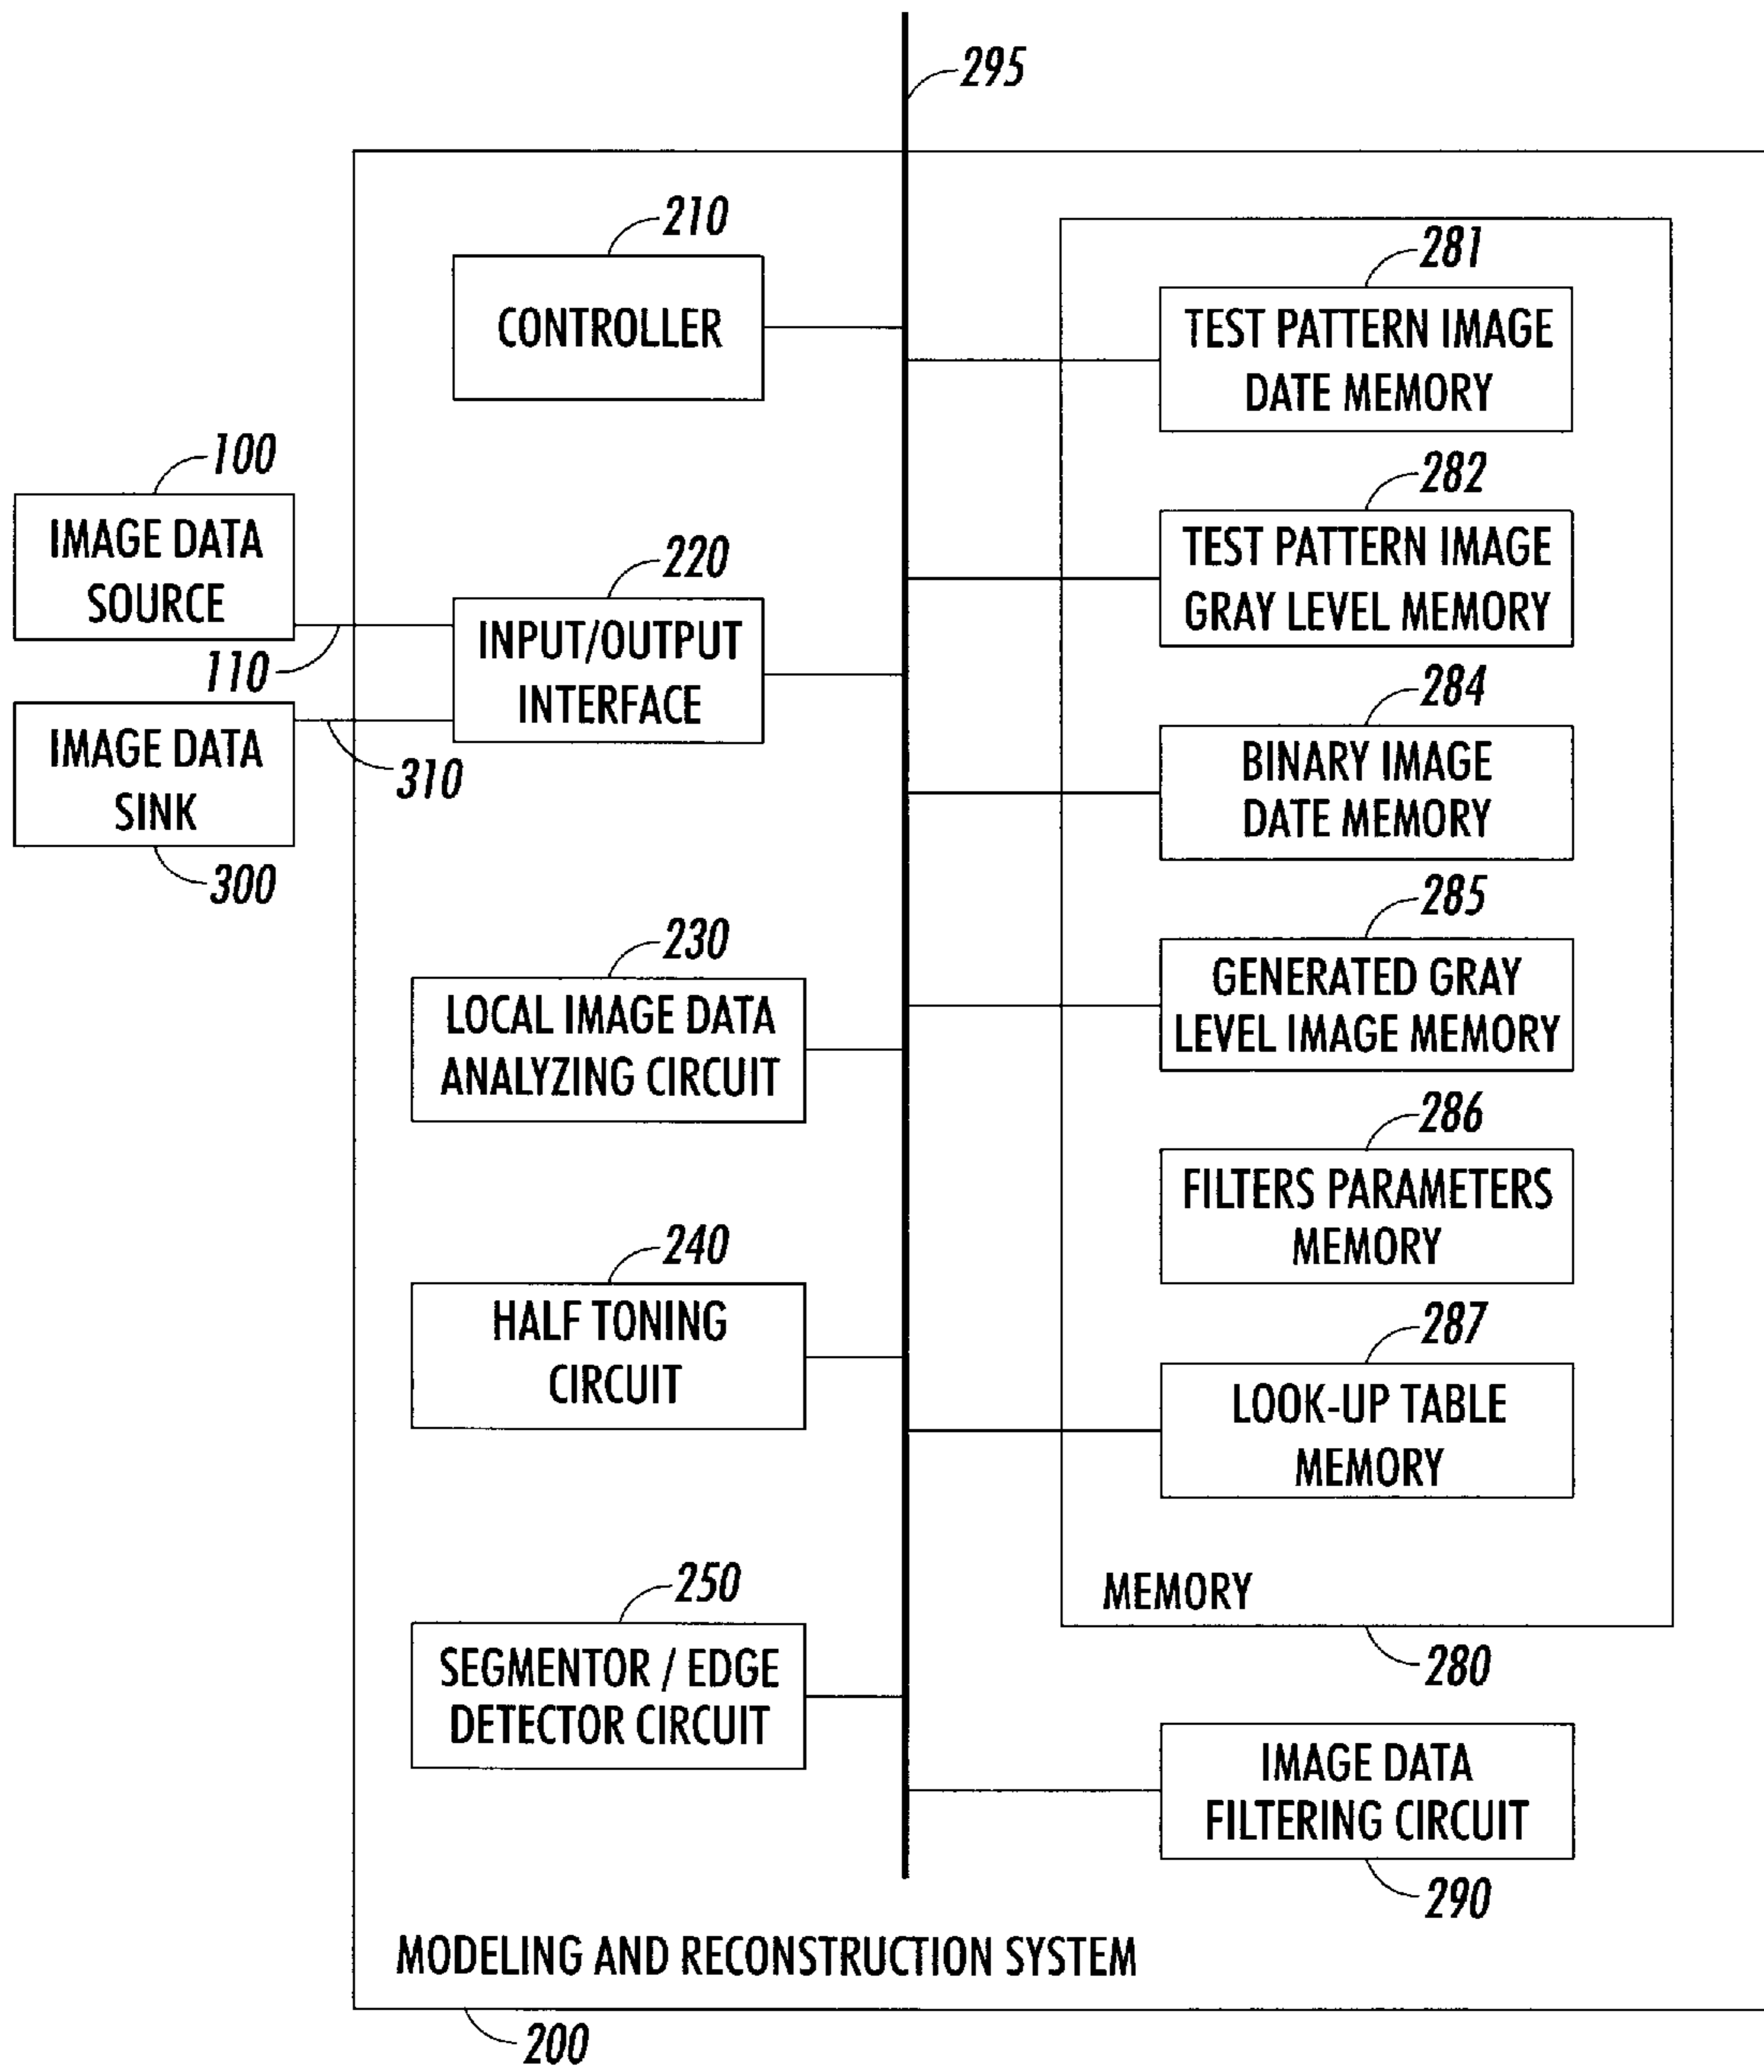 295
210
CONTROLLER
281
TEST PATTERN IMAGE
DATE MEMORY
100
IMAGE DATA
SOURCE
110
282
TEST PATTERN IMAGE
GRAY LEVEL MEMORY
220
INPUT/OUTPUT
INTERFACE
IMAGE DATA
SINK
300
310
284
BINARY IMAGE
DATE MEMORY
285
GENERATED GRAY
LEVEL IMAGE MEMORY
230
LOCAL IMAGE DATA
ANALYZING CIRCUIT
286
FILTERS PARAMETERS
MEMORY
240
HALF TONING
CIRCUIT
287
LOOK-UP TABLE
MEMORY
MEMORY
280
250
SEGMENTOR / EDGE
DETECTOR CIRCUIT
IMAGE DATA
FILTERING CIRCUIT
290
MODELING AND RECONSTRUCTION SYSTEM
200